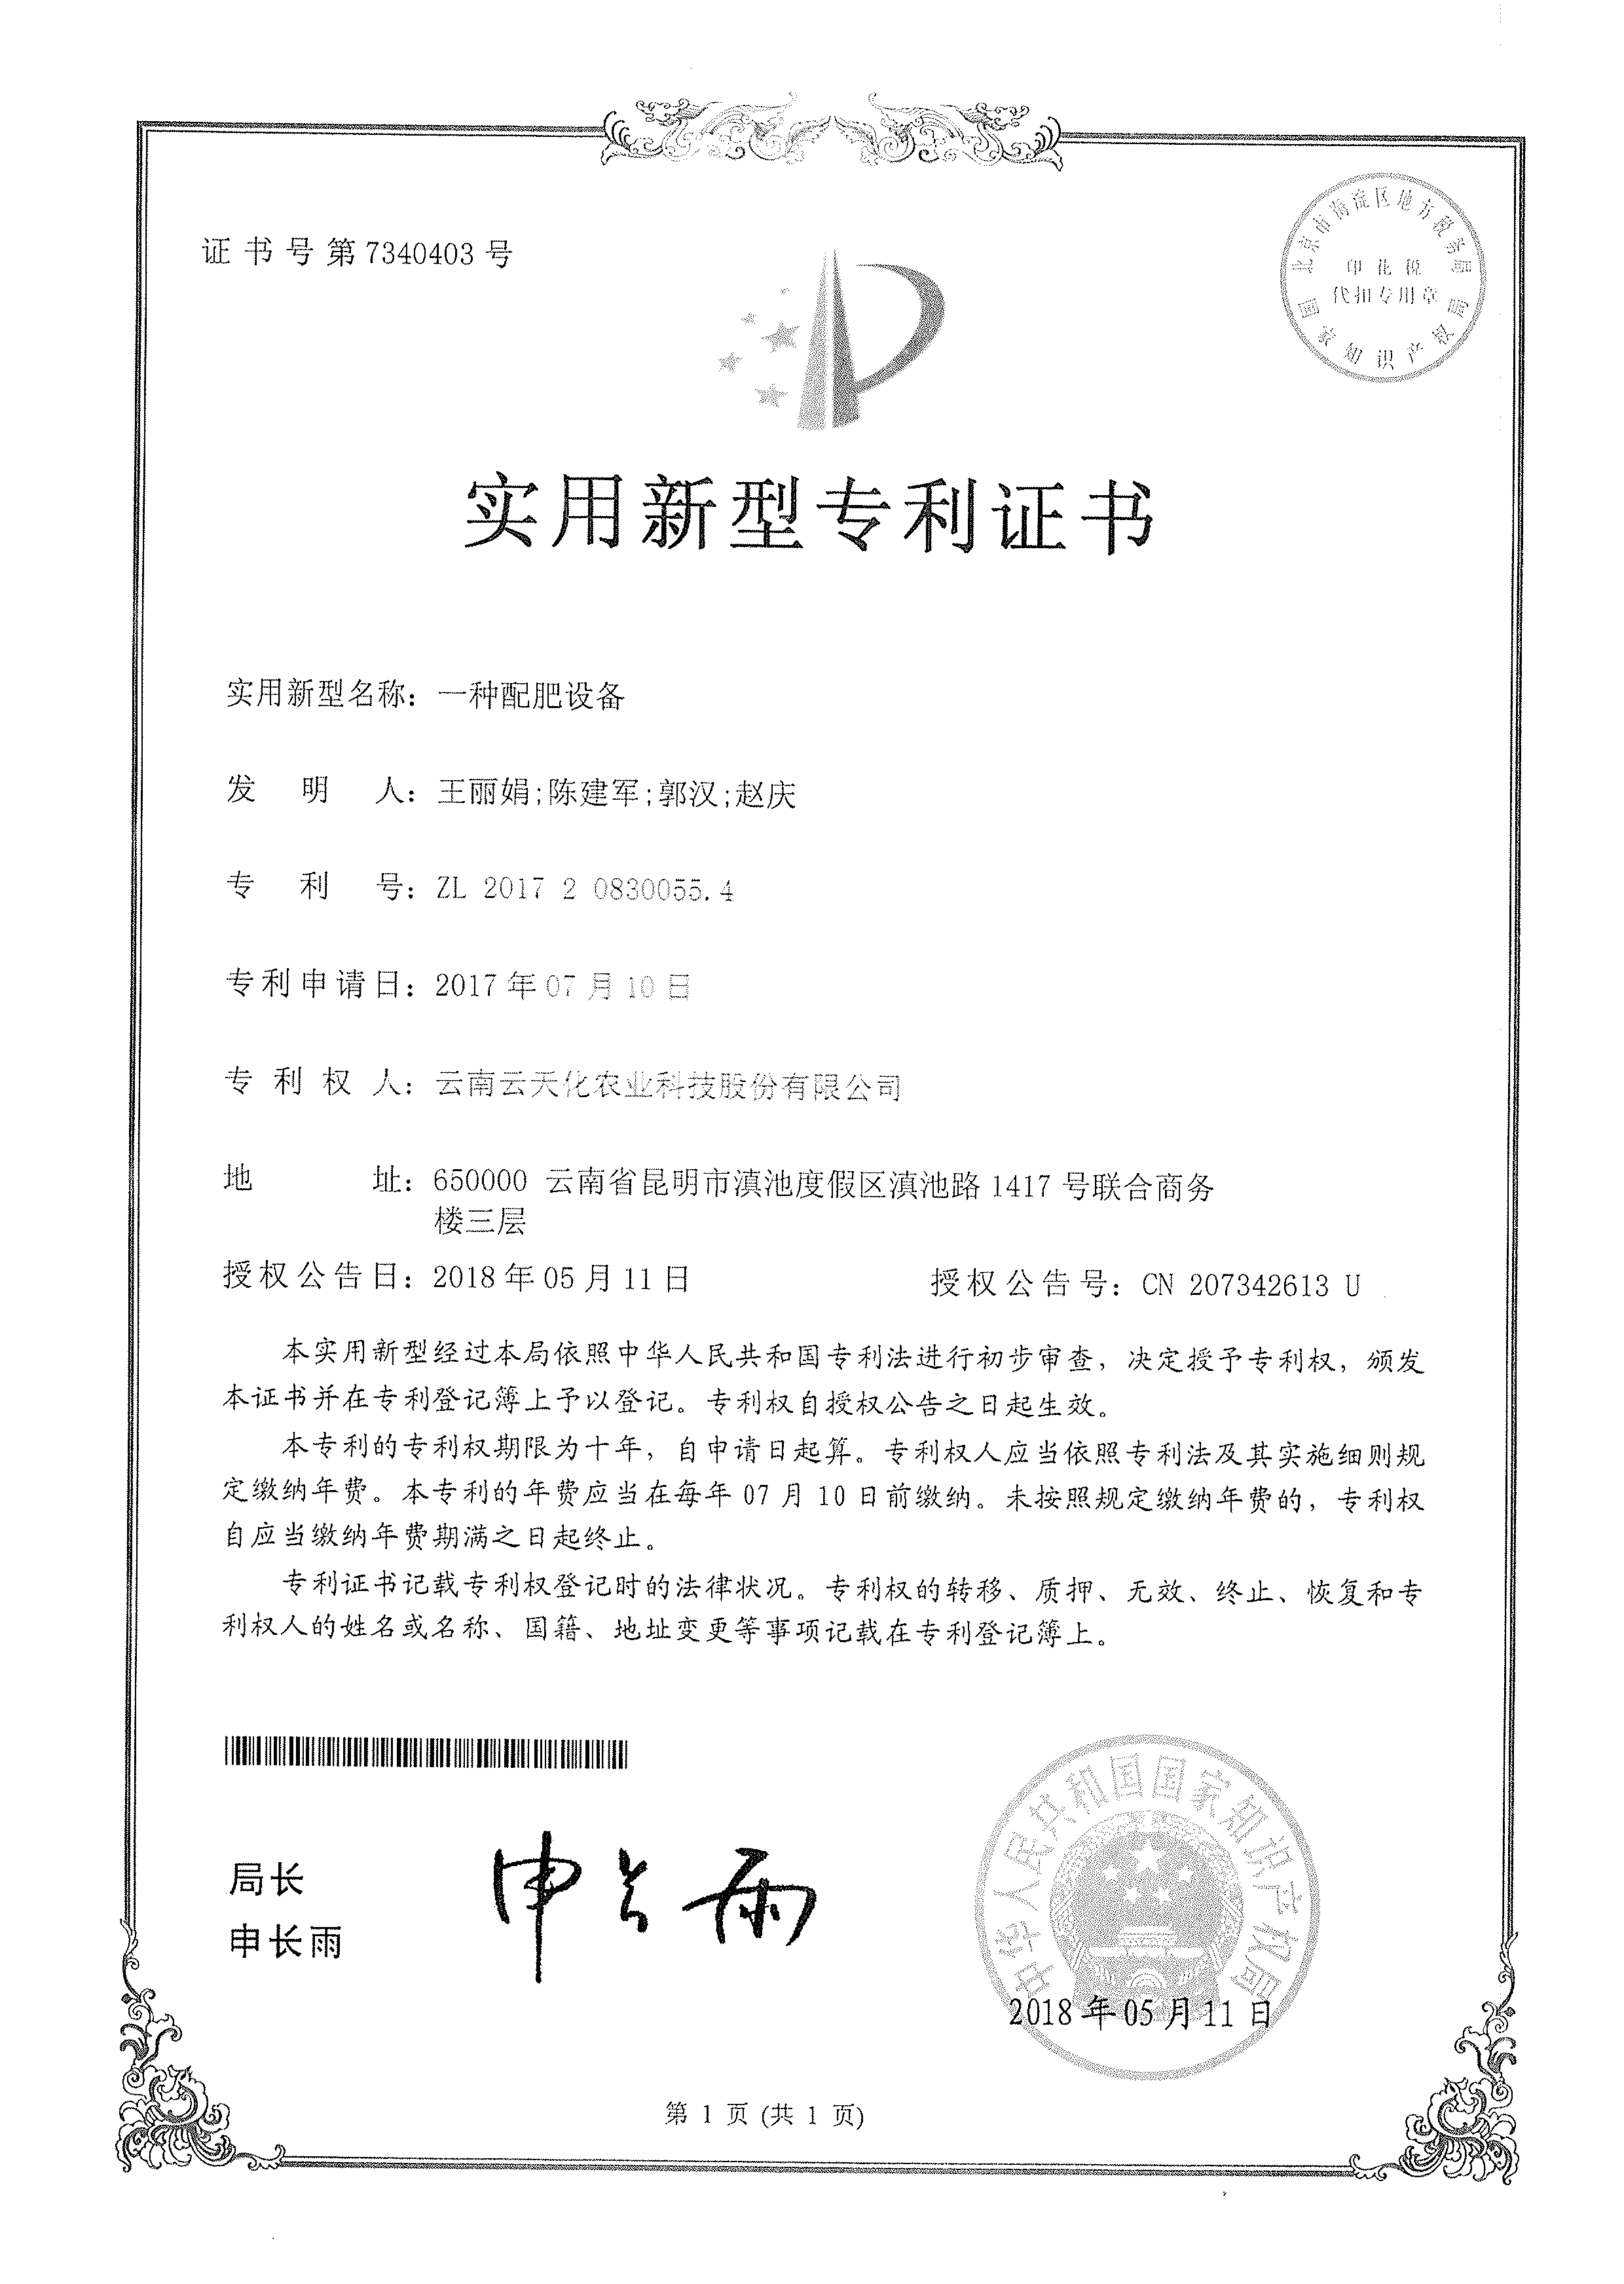 证书号第7340403号
北京市海淀区地方税务局
印花税
代扣专用章
国家知识产权局
实用新型专利证书
实用新型名称：一种配肥设备
发明人：王丽娟;陈建军;郭汉;赵庆
专利号：ZL 2017 2 0830055.4
专利申请日：2017年07月10日
专利权人：云南云天化农业科技股份有限公司
地址：650000 云南省昆明市滇池度假区滇池路1417号联合商务
楼三层
授权公告日：2018年05月11日 授权公告号：CN 207342613 U
本实用新型经过本局依照中华人民共和国专利法进行初步审查，决定授予专利权，颁发
本证书并在专利登记簿上予以登记。专利权自授权公告之日起生效。
本专利的专利权期限为十年，自申请日起算。专利权人应当依照专利法及其实施细则规
定缴纳年费。本专利的年费应当在每年07月10日前缴纳。未按照规定缴纳年费的，专利权
自应当缴纳年费期满之日起终止。
专利证书记载专利权登记时的法律状况。专利权的转移、质押、无效、终止、恢复和专
利权人的姓名或名称、国籍、地址变更等事项记载在专利登记簿上。
局长
申长雨
申长雨
中华人民共和国国家知识产权局
2018年05月11日
第 1 页 (共 1 页)